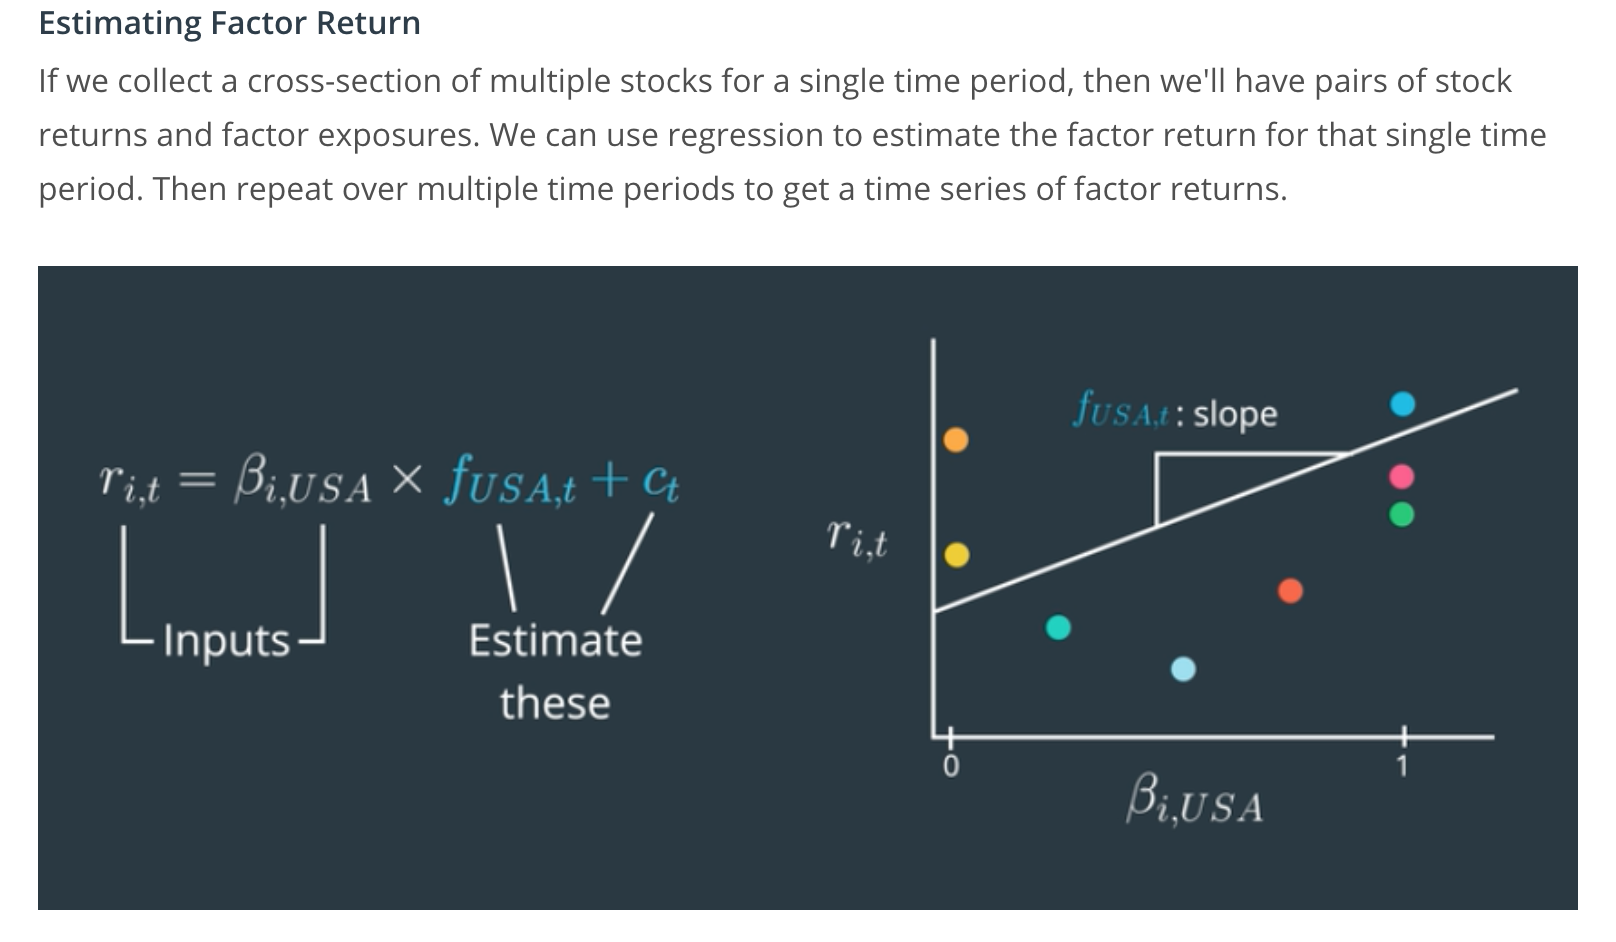 Estimating Factor Return
If we collect a cross-section of multiple stocks for a single time period, then we'll have pairs of stock
returns and factor exposures. We can use regression to estimate the factor return for that single time
period. Then repeat over multiple time periods to get a time series of factor returns.
r_{i,t} = β_{i,USA} × f_{USA,t} + c_t
Inputs
Estimate
these
f_{USA,t} : slope
r_{i,t}
0 1
β_{i,USA}